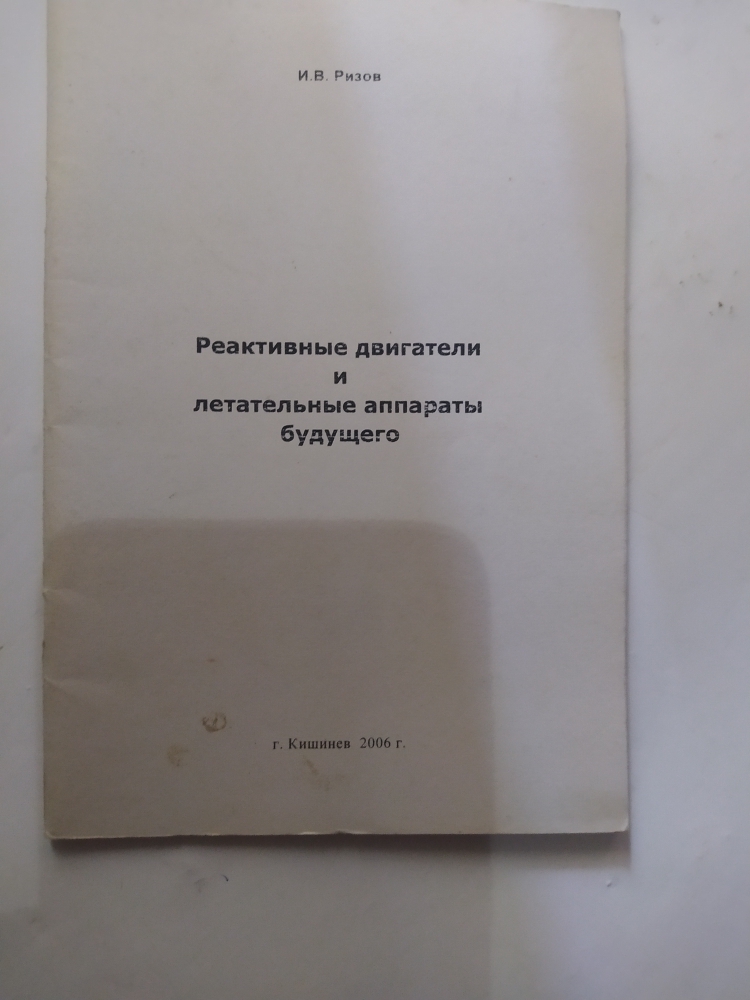 И.В. Ризов
Реактивные двигатели
и
летательные аппараты
будущего
г. Кишинев 2006 г.